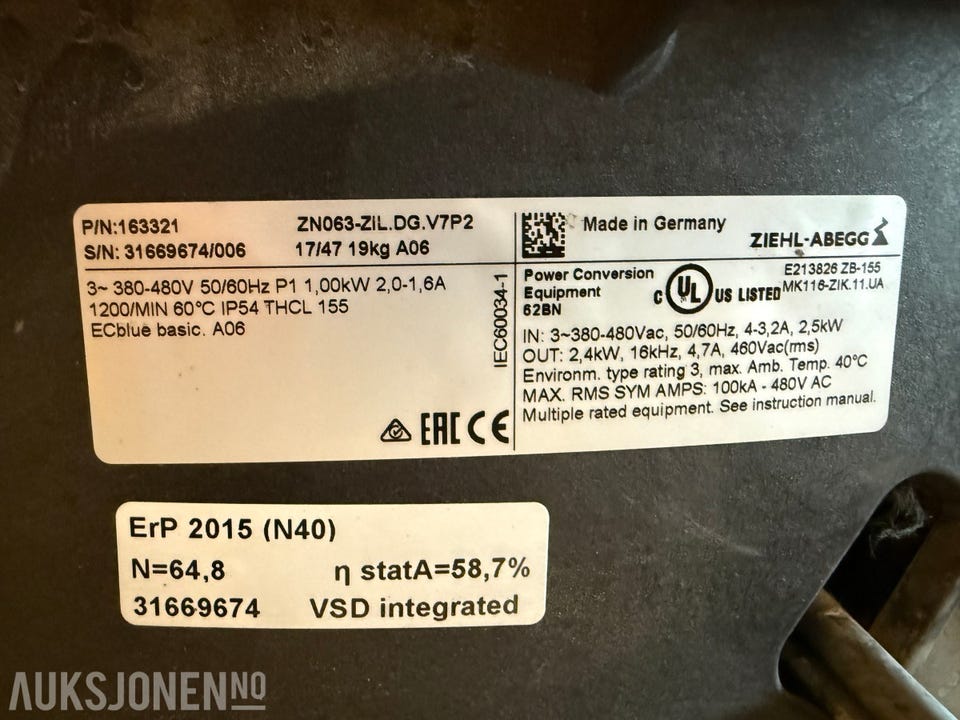 P/N:163321 ZN063-ZIL.DG.V7P2
S/N: 31669674/006 17/47 19kg A06
3~ 380-480V 50/60Hz P1 1,00kW 2,0-1,6A
1200/MIN 60°C IP54 THCL 155
ECblue basic. A06
IEC60034-1
EAC CE
Made in Germany
ZIEHL-ABEGG
Power Conversion
Equipment
62BN
c UL US LISTED
E213826 ZB-155
MK116-ZIK.11.UA
IN: 3~380-480Vac, 50/60Hz, 4-3,2A, 2,5kW
OUT: 2,4kW, 16kHz, 4,7A, 460Vac(rms)
Environm. type rating 3, max. Amb. Temp. 40°C
MAX. RMS SYM AMPS: 100kA - 480V AC
Multiple rated equipment. See instruction manual.
ErP 2015 (N40)
N=64,8 η statA=58,7%
31669674 VSD integrated
AUKSJONEN NO